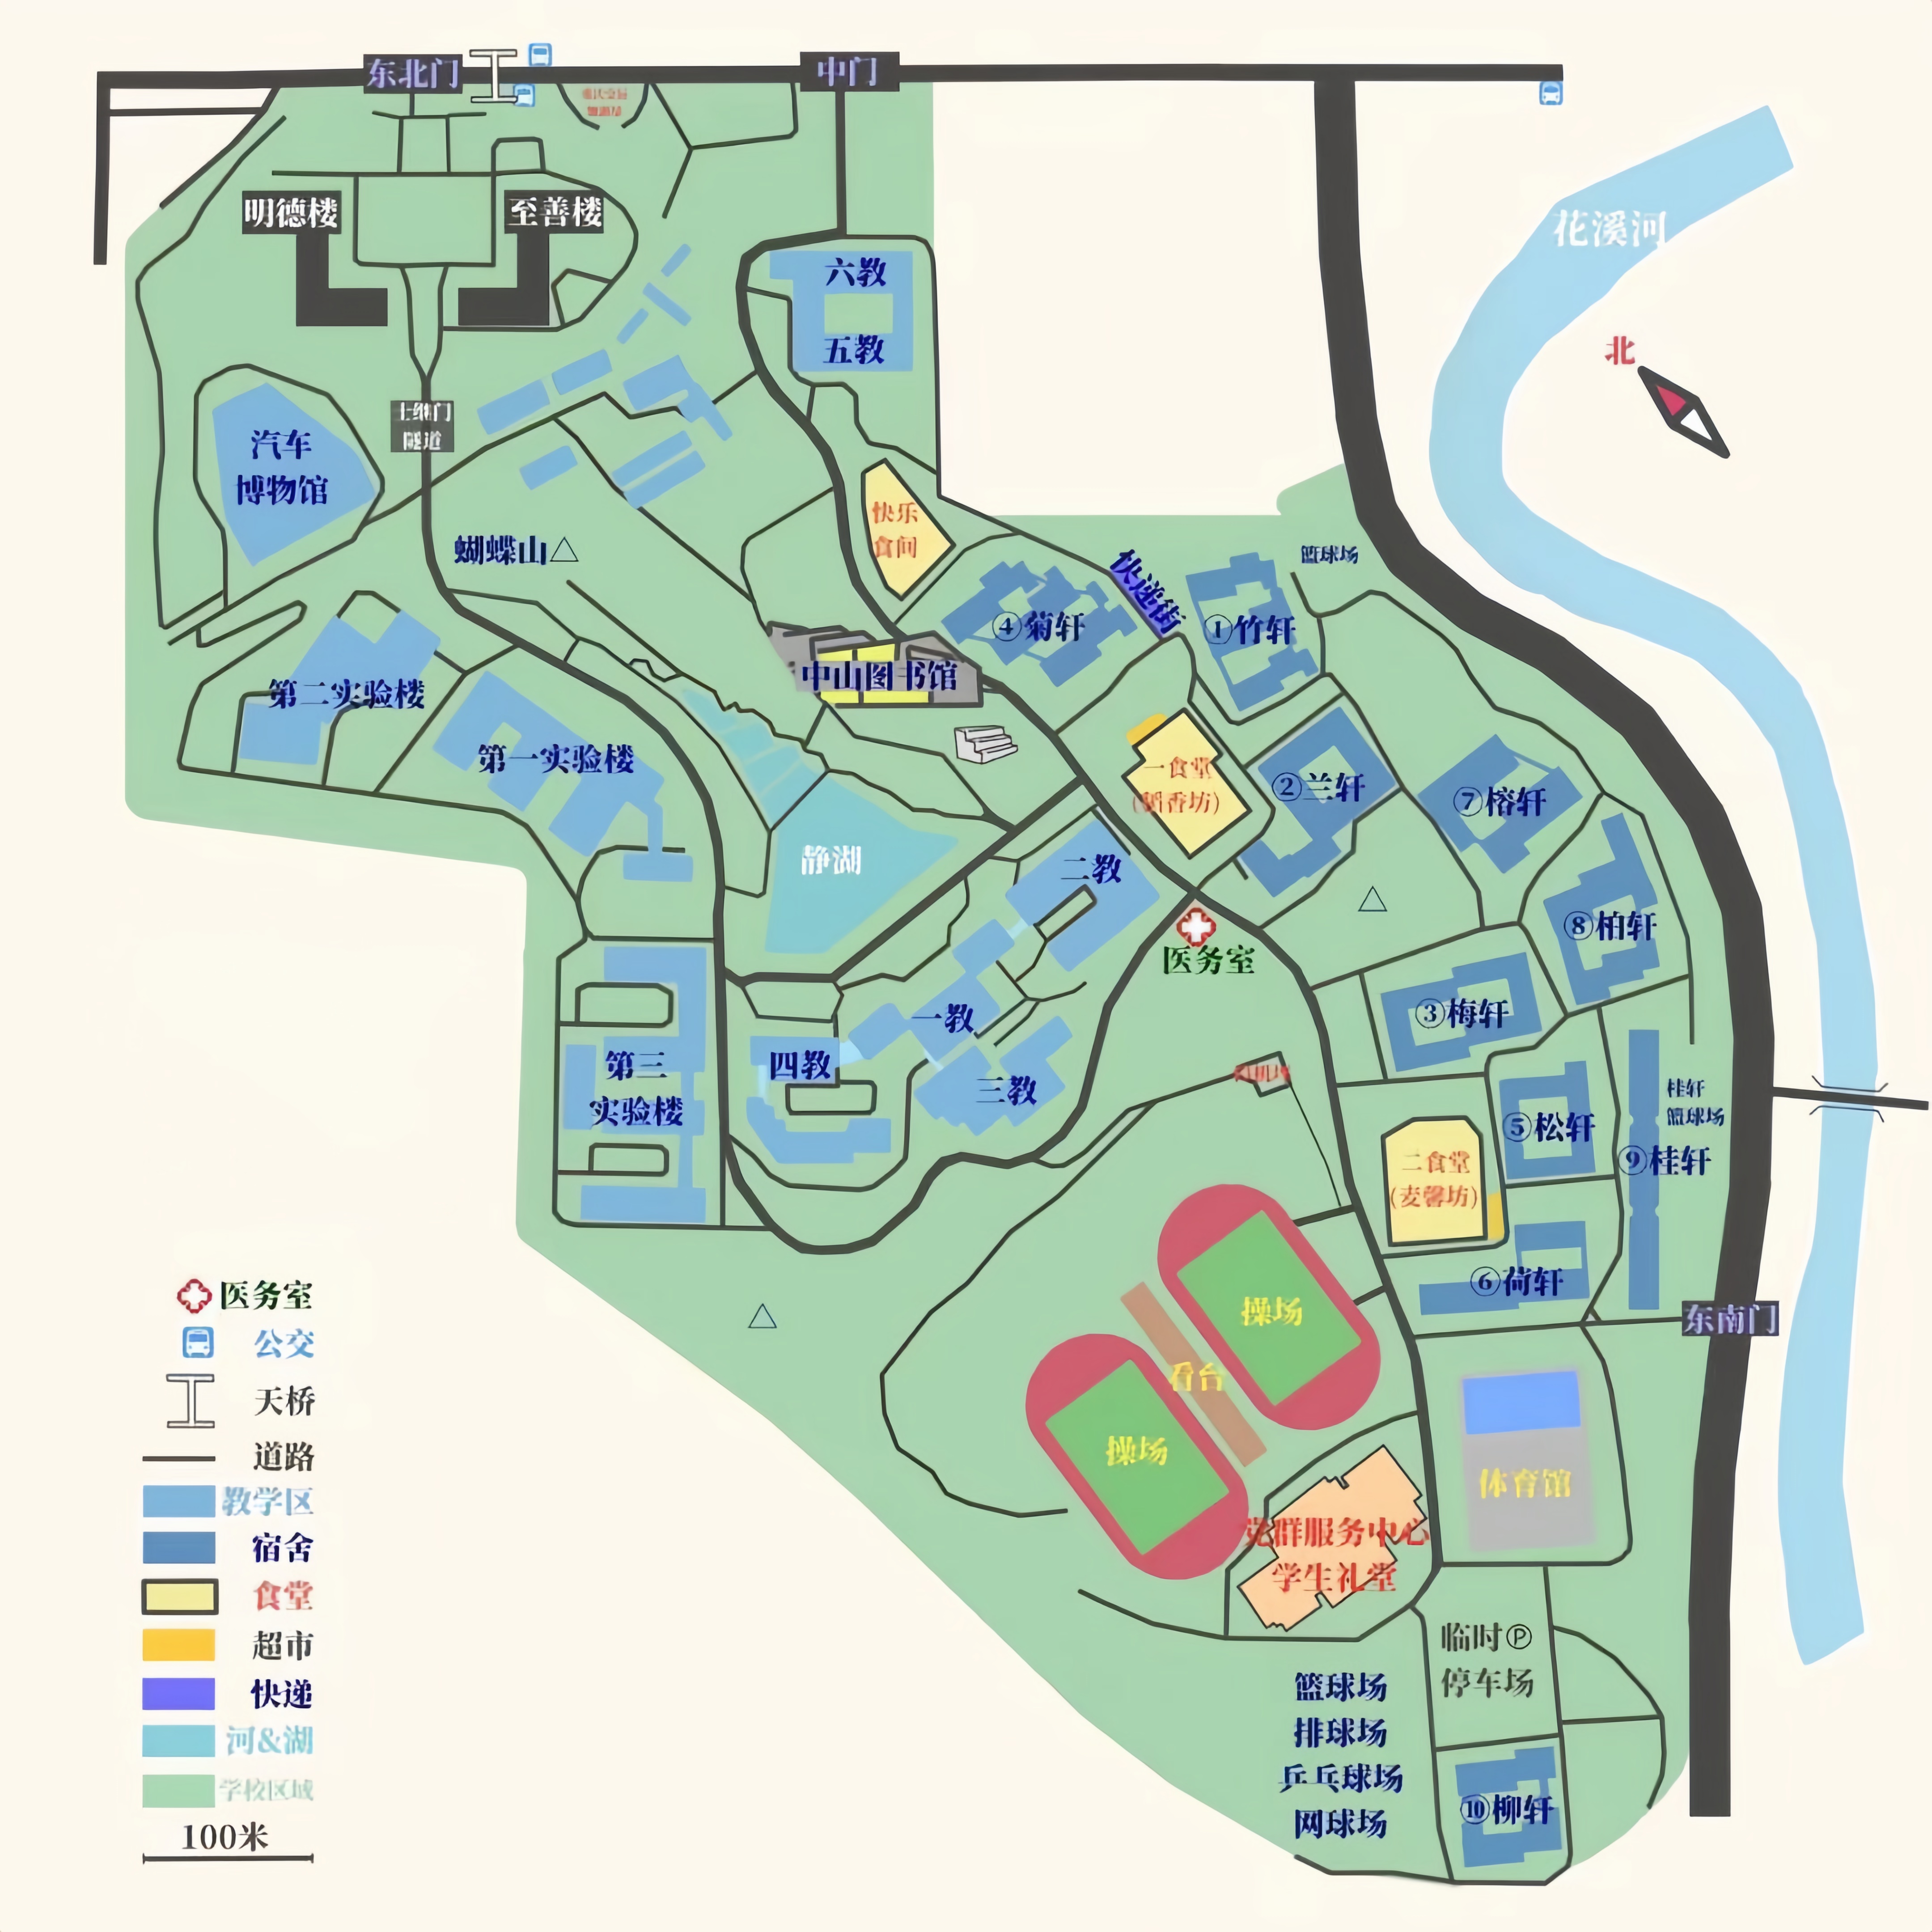 东北门
中门
明德楼
至善楼
花溪河
六教
五教
北
隧道
汽车
博物馆
快乐
食间
蝴蝶山
快递街
篮球场
④菊轩
①竹轩
中山图书馆
第二实验楼
第一实验楼
一食堂
(稻香坊)
②兰轩
⑦榕轩
静湖
二教
⑧柏轩
医务室
一教
③梅轩
四教
三教
第三
实验楼
桂轩
篮球场
⑤松轩
⑨桂轩
二食堂
(麦馨坊)
⑥荷轩
东南门
操场
看台
操场
体育馆
党群服务中心
学生礼堂
临时Ⓟ
停车场
篮球场
排球场
乒乓球场
网球场
⑩柳轩
医务室
公交
天桥
道路
教学区
宿舍
食堂
超市
快递
河&湖
学校区域
100米